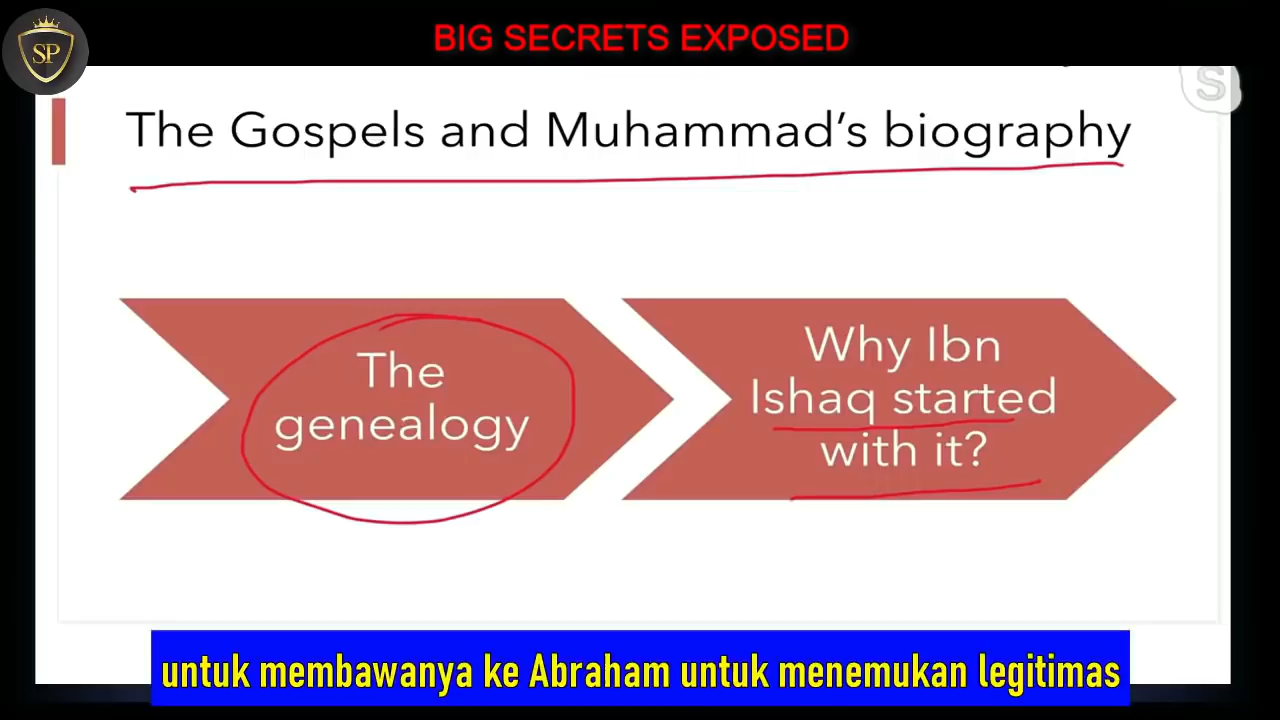 SP
BIG SECRETS EXPOSED
S
The Gospels and Muhammad's biography
The
genealogy
Why Ibn
Ishaq started
with it?
untuk membawanya ke Abraham untuk menemukan legitimas